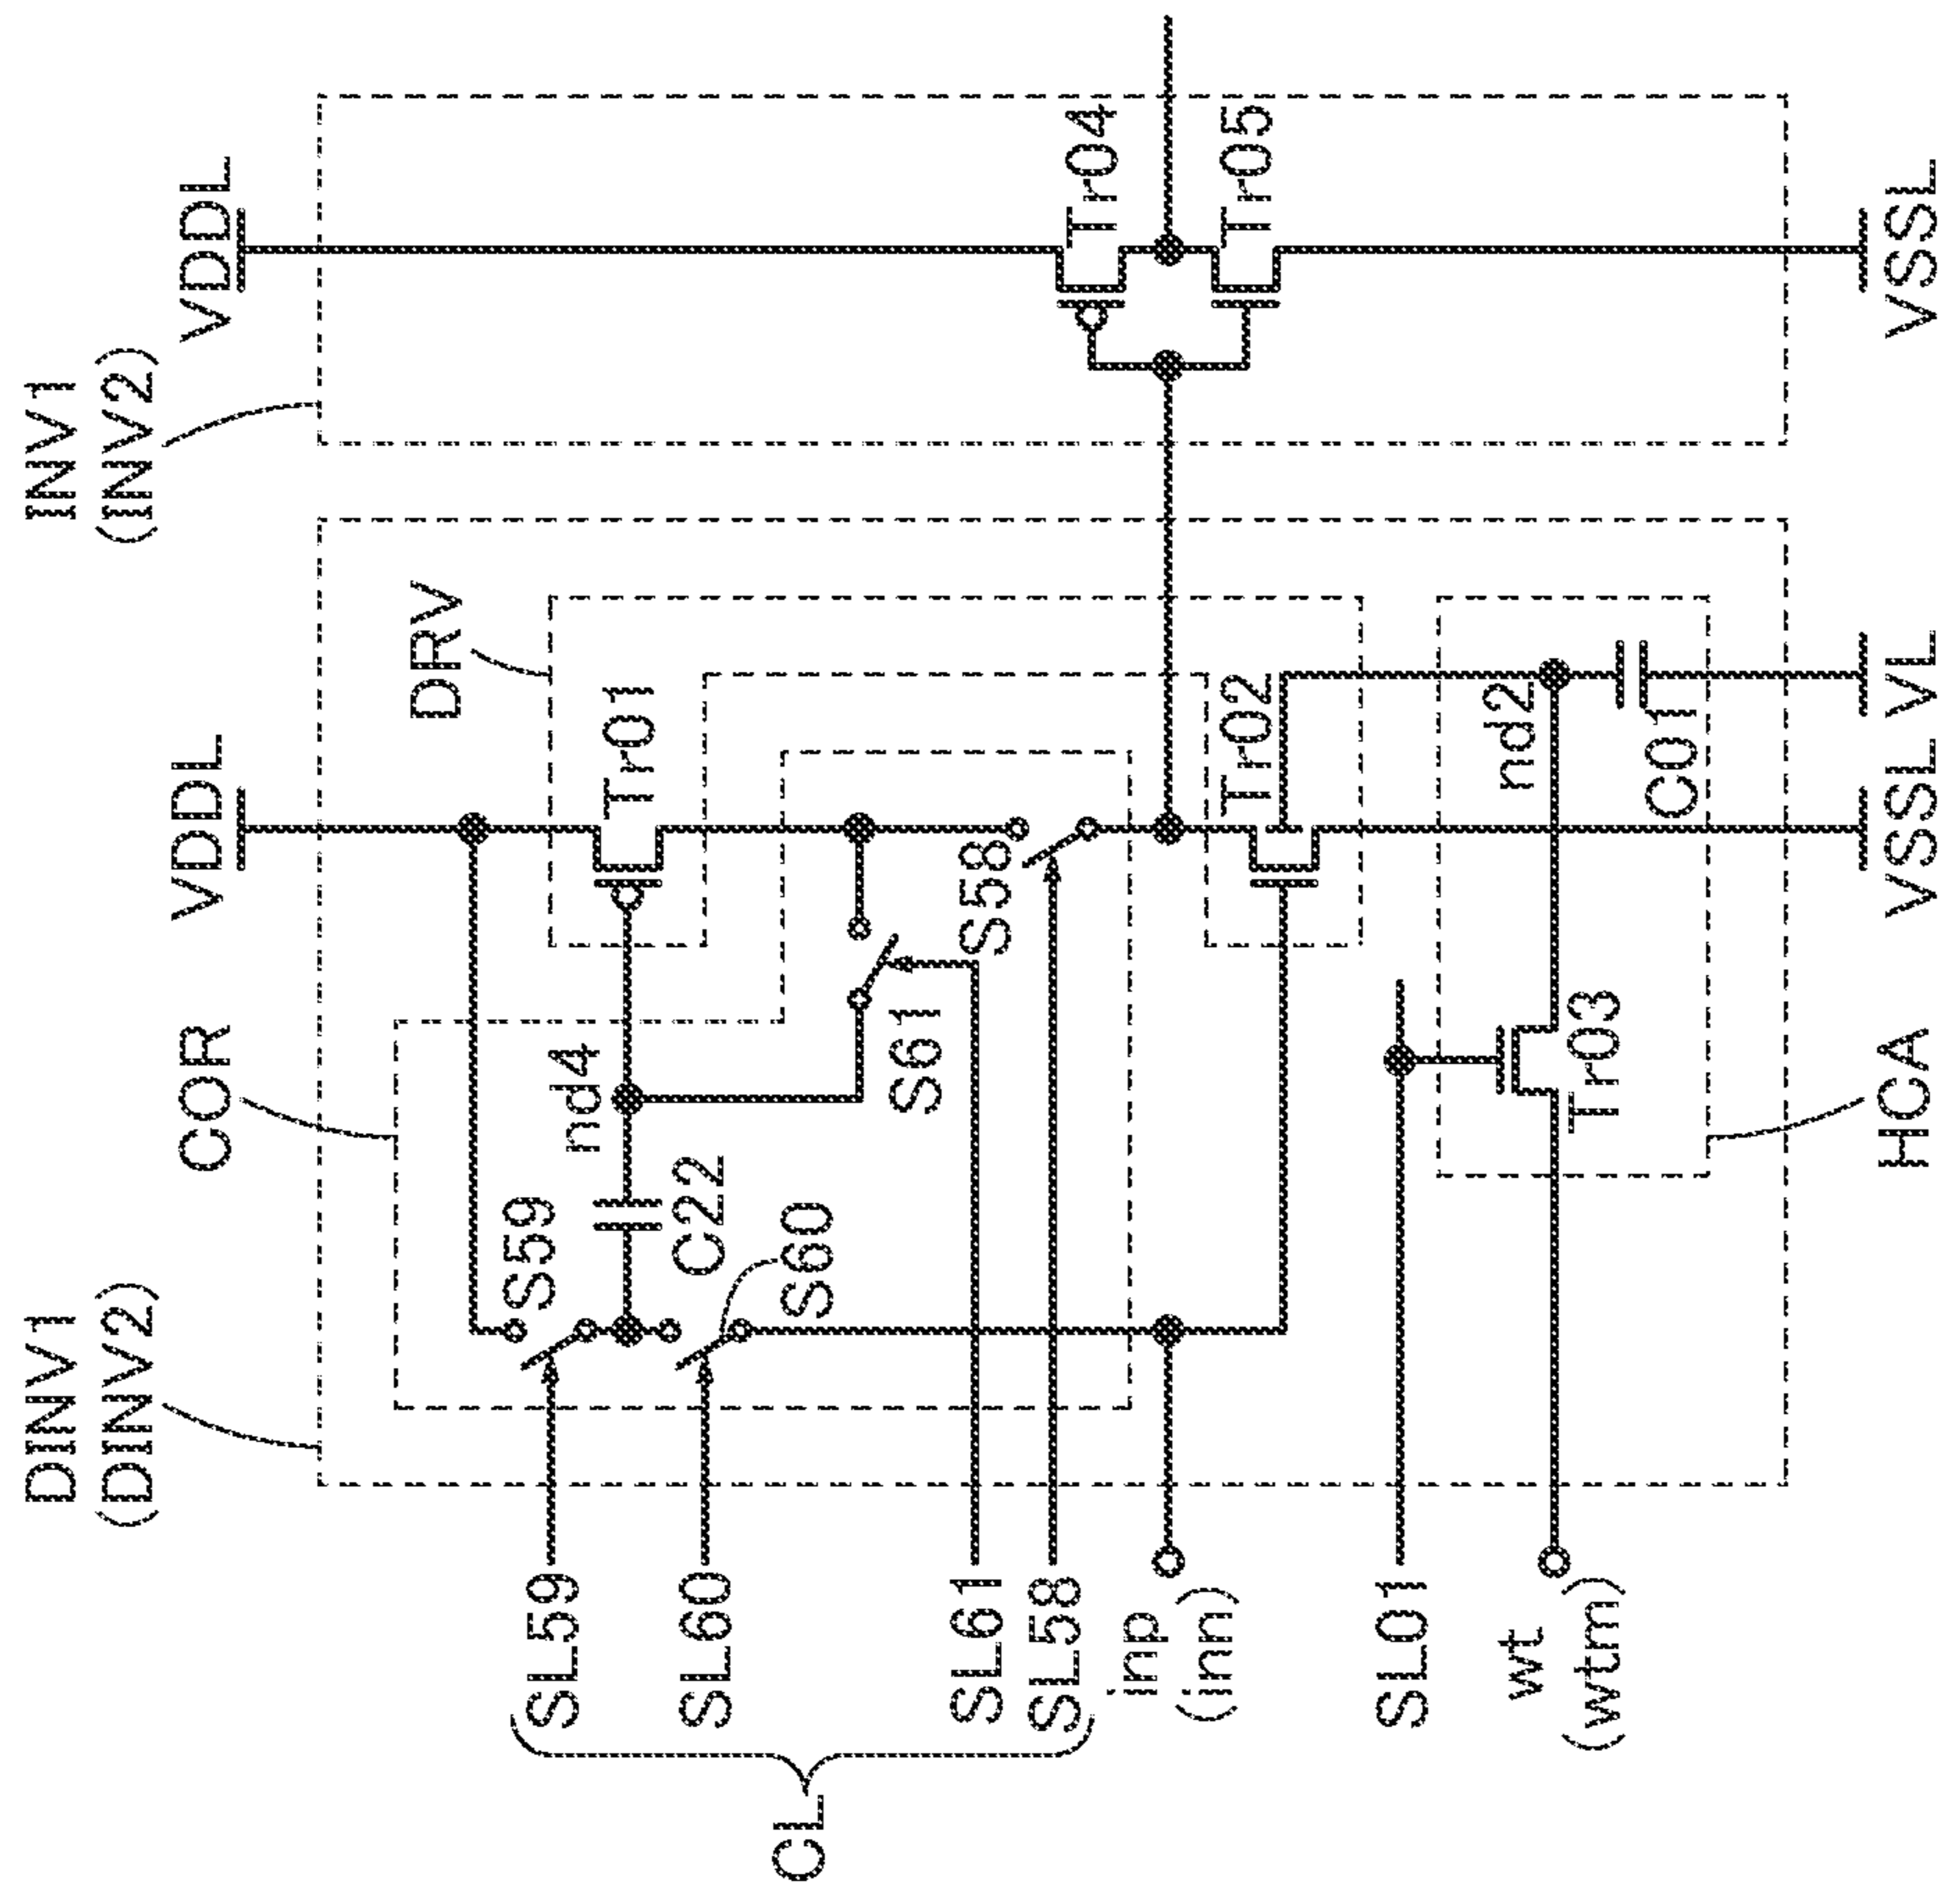 DINV1
(DINV2)
INV1
(INV2)
COR
VDDL
VDDL
DRV
S59
nd4
Tr01
C22
S60
S61
S58
Tr04
Tr05
Tr02
nd2
C01
Tr03
SL59
SL60
SL61
SL58
CL
inp
(inn)
SL01
wt
(wtm)
HCA
VSSL
VL
VSSL